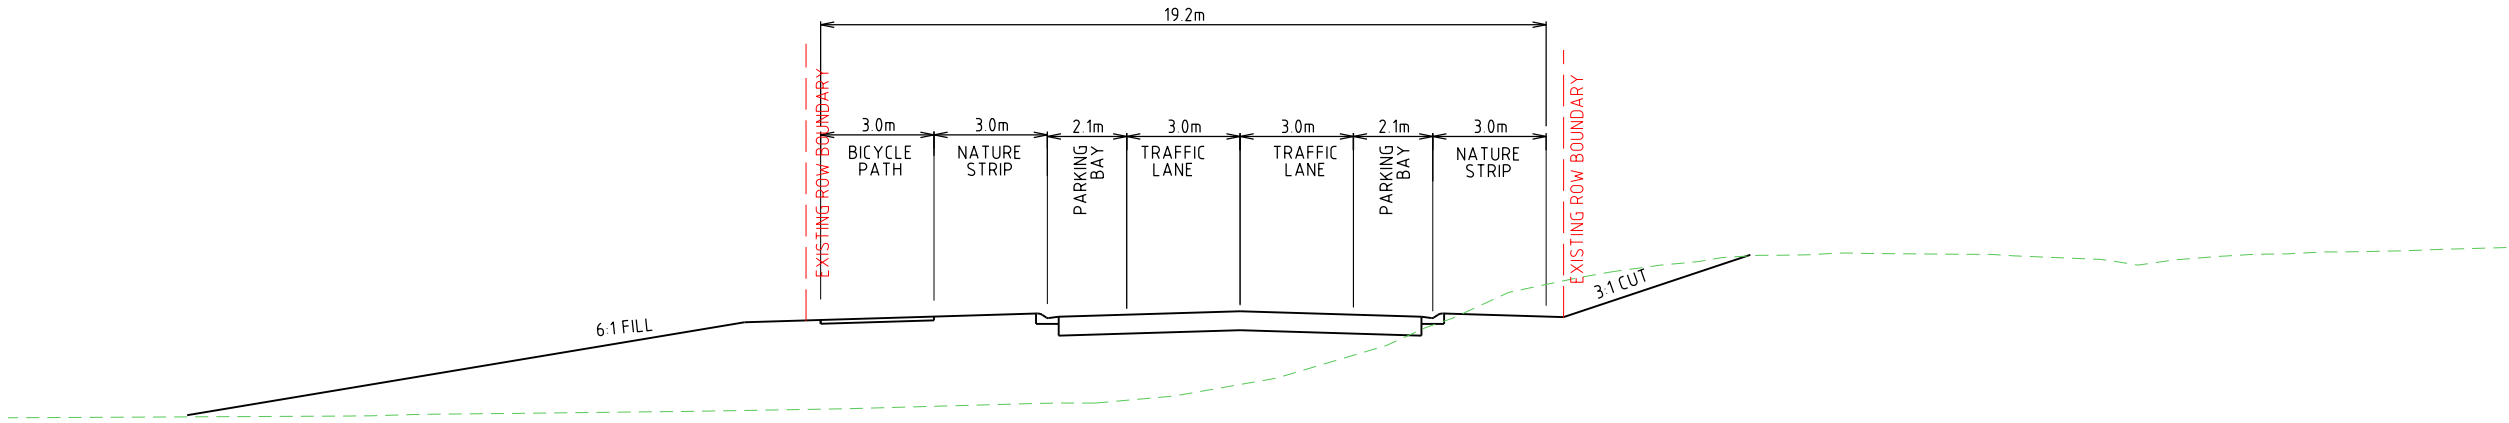 19.2m
3.0m
3.0m
2.1m
3.0m
3.0m
2.1m
3.0m
BICYCLE
PATH
NATURE
STRIP
PARKING
BAY
TRAFFIC
LANE
TRAFFIC
LANE
PARKING
BAY
NATURE
STRIP
EXISTING ROW BOUNDARY
EXISTING ROW BOUNDARY
6:1 FILL
3:1 CUT